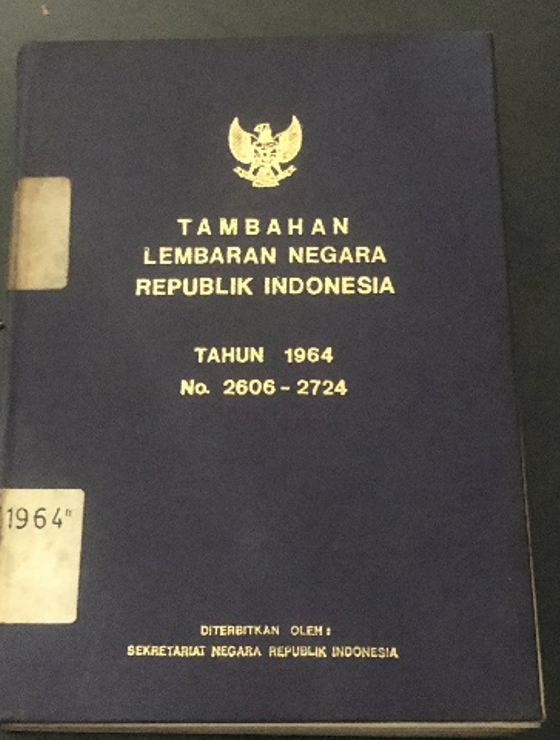 TAMBAHAN
LEMBARAN NEGARA
REPUBLIK INDONESIA
TAHUN 1964
No. 2606 - 2724
1964"
DITERBITKAN OLEH :
SEKRETARIAT NEGARA REPUBLIK INDONESIA